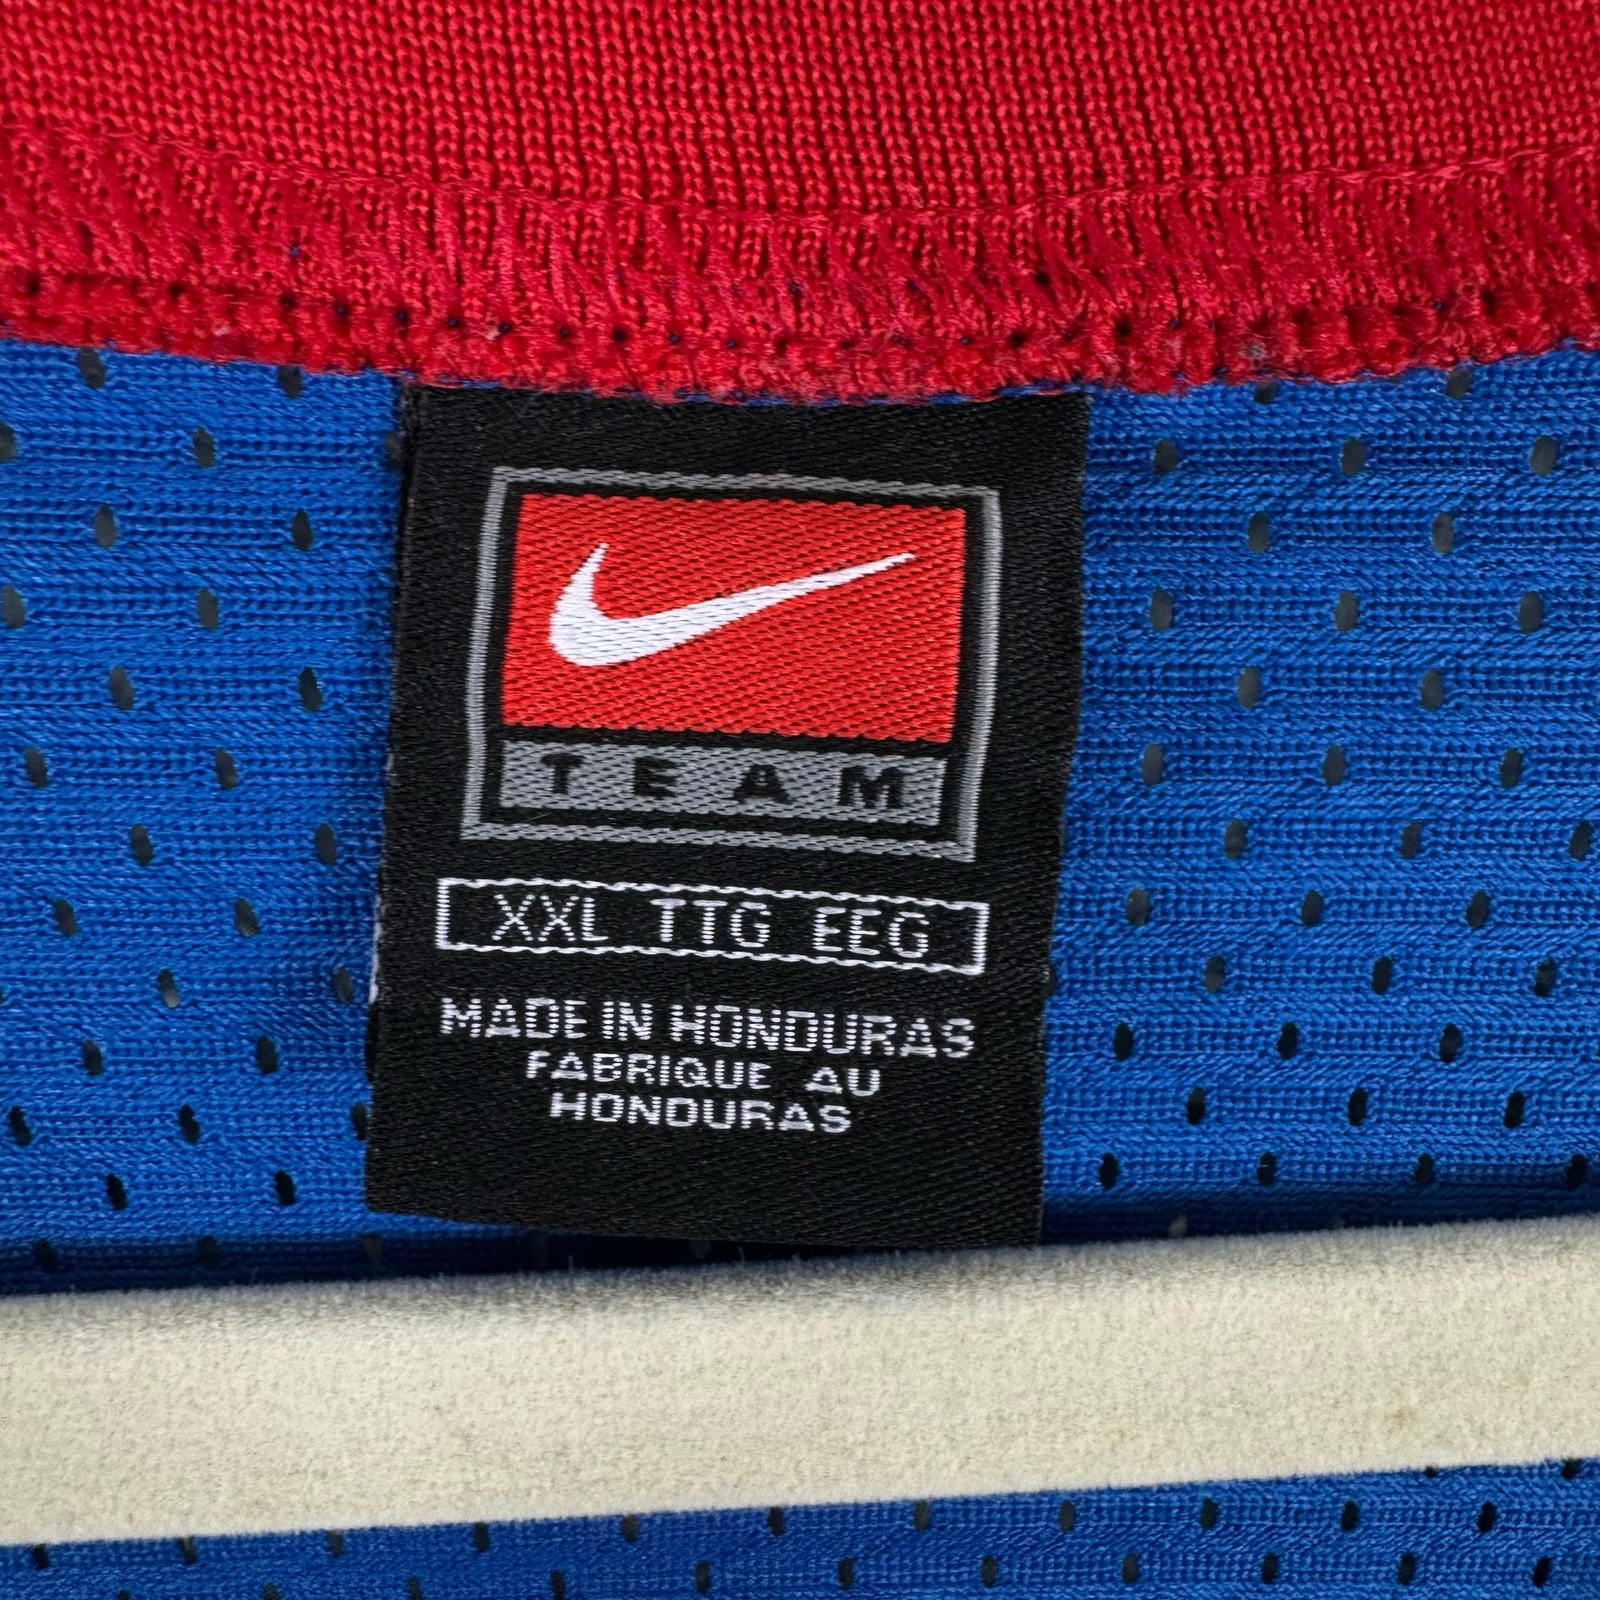 TEAM
XXL TTG EEG
MADE IN HONDURAS
FABRIQUE AU
HONDURAS